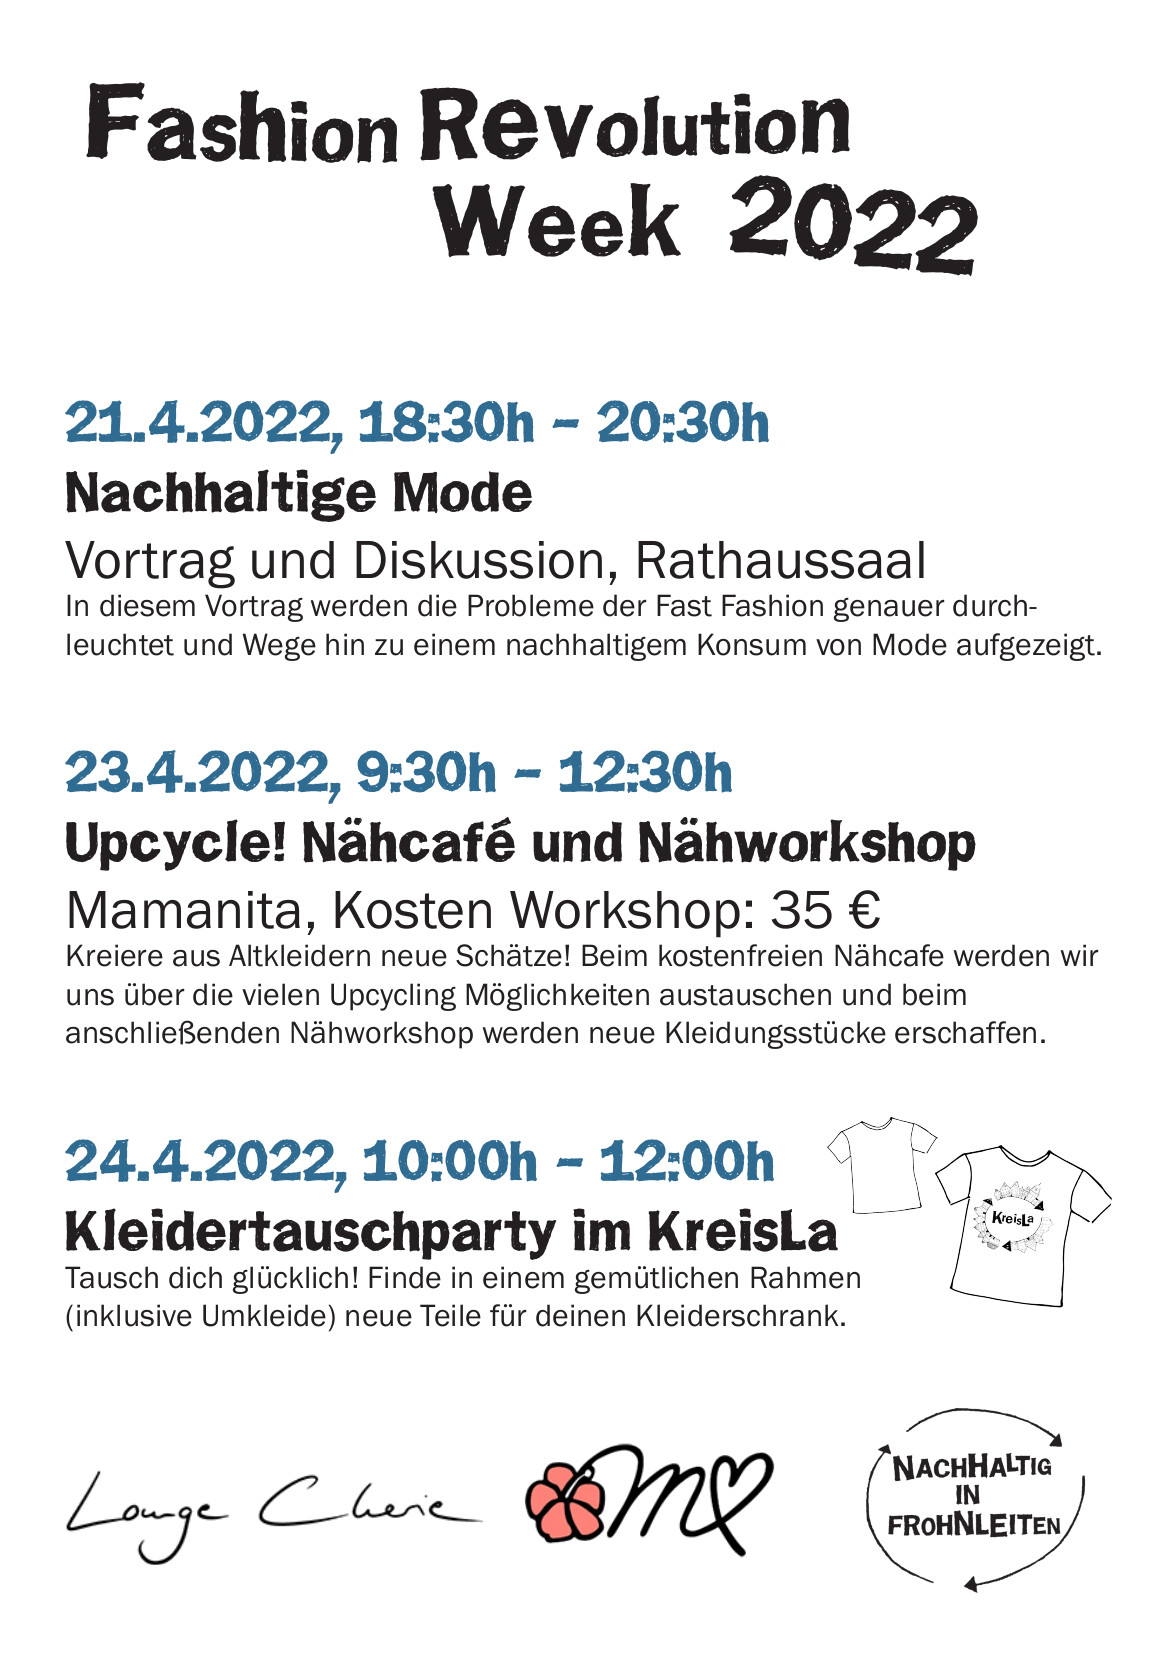 Fashion Revolution
Week 2022
21.4.2022, 18:30h – 20:30h
Nachhaltige Mode
Vortrag und Diskussion, Rathaussaal
In diesem Vortrag werden die Probleme der Fast Fashion genauer durch-
leuchtet und Wege hin zu einem nachhaltigem Konsum von Mode aufgezeigt.
23.4.2022, 9:30h – 12:30h
Upcycle! Nähcafé und Nähworkshop
Mamanita, Kosten Workshop: 35 €
Kreiere aus Altkleidern neue Schätze! Beim kostenfreien Nähcafe werden wir
uns über die vielen Upcycling Möglichkeiten austauschen und beim
anschließenden Nähworkshop werden neue Kleidungsstücke erschaffen.
24.4.2022, 10:00h – 12:00h
Kleidertauschparty im KreisLa
Tausch dich glücklich! Finde in einem gemütlichen Rahmen
(inklusive Umkleide) neue Teile für deinen Kleiderschrank.
KreisLa
Lounge Cherie
M
NACHHALTIG
IN
FROHNLEITEN